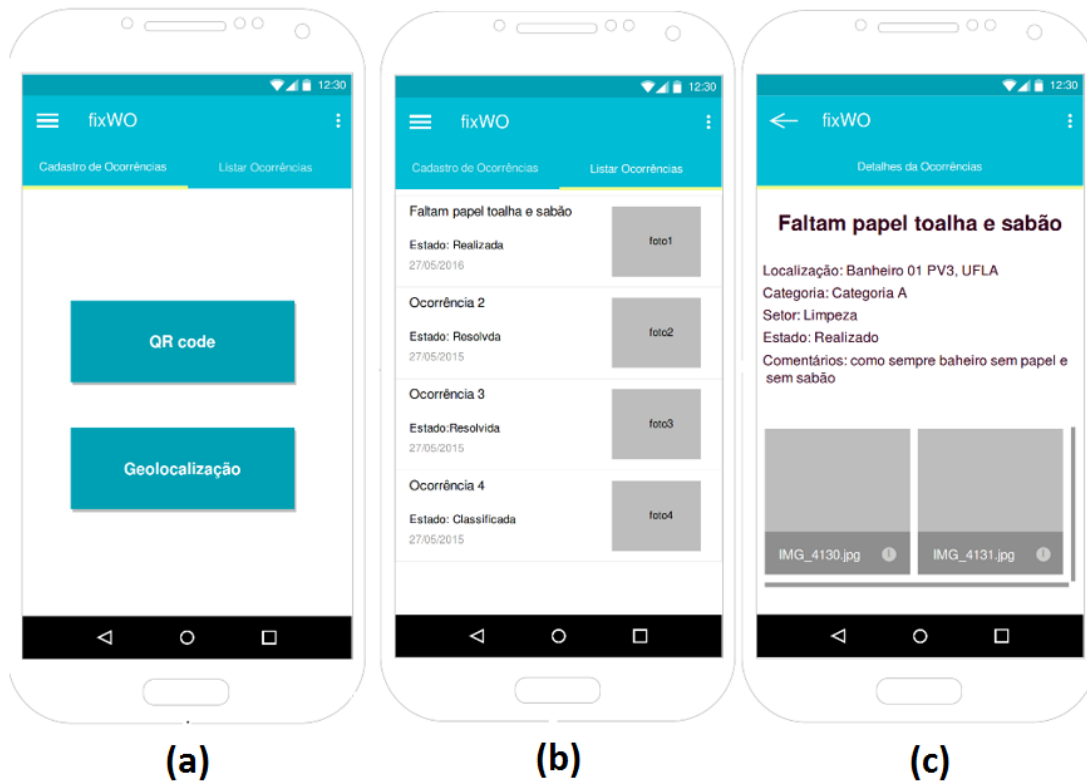 12:30
fixWO
Cadastro de Ocorrências
Listar Ocorrências
QR code
Geolocalização
(a)
12:30
fixWO
Cadastro de Ocorrências
Listar Ocorrências
Faltam papel toalha e sabão
Estado: Realizada
27/05/2016
foto1
Ocorrência 2
Estado: Resolvda
27/05/2015
foto2
Ocorrência 3
Estado:Resolvida
27/05/2015
foto3
Ocorrência 4
Estado: Classificada
27/05/2015
foto4
(b)
12:30
fixWO
Detalhes da Ocorrências
Faltam papel toalha e sabão
Localização: Banheiro 01 PV3, UFLA
Categoria: Categoria A
Setor: Limpeza
Estado: Realizado
Comentários: como sempre baheiro sem papel e
sem sabão
IMG_4130.jpg
IMG_4131.jpg
(c)